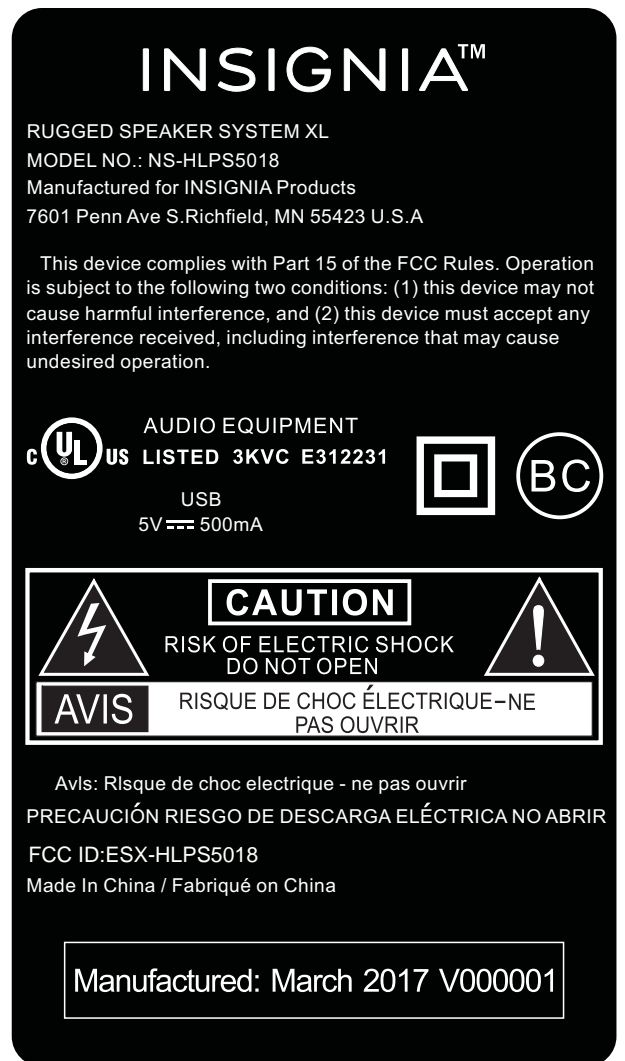 INSIGNIA™
RUGGED SPEAKER SYSTEM XL
MODEL NO.: NS-HLPS5018
Manufactured for INSIGNIA Products
7601 Penn Ave S.Richfield, MN 55423 U.S.A
This device complies with Part 15 of the FCC Rules. Operation
is subject to the following two conditions: (1) this device may not
cause harmful interference, and (2) this device must accept any
interference received, including interference that may cause
undesired operation.
C UL ® US
AUDIO EQUIPMENT
LISTED 3KVC E312231
USB
5V ⎓ 500mA
BC
CAUTION
RISK OF ELECTRIC SHOCK
DO NOT OPEN
AVIS
RISQUE DE CHOC ÉLECTRIQUE–NE
PAS OUVRIR
Avls: Rlsque de choc electrique - ne pas ouvrir
PRECAUCIÓN RIESGO DE DESCARGA ELÉCTRICA NO ABRIR
FCC ID:ESX-HLPS5018
Made In China / Fabriqué on China
Manufactured: March 2017 V000001